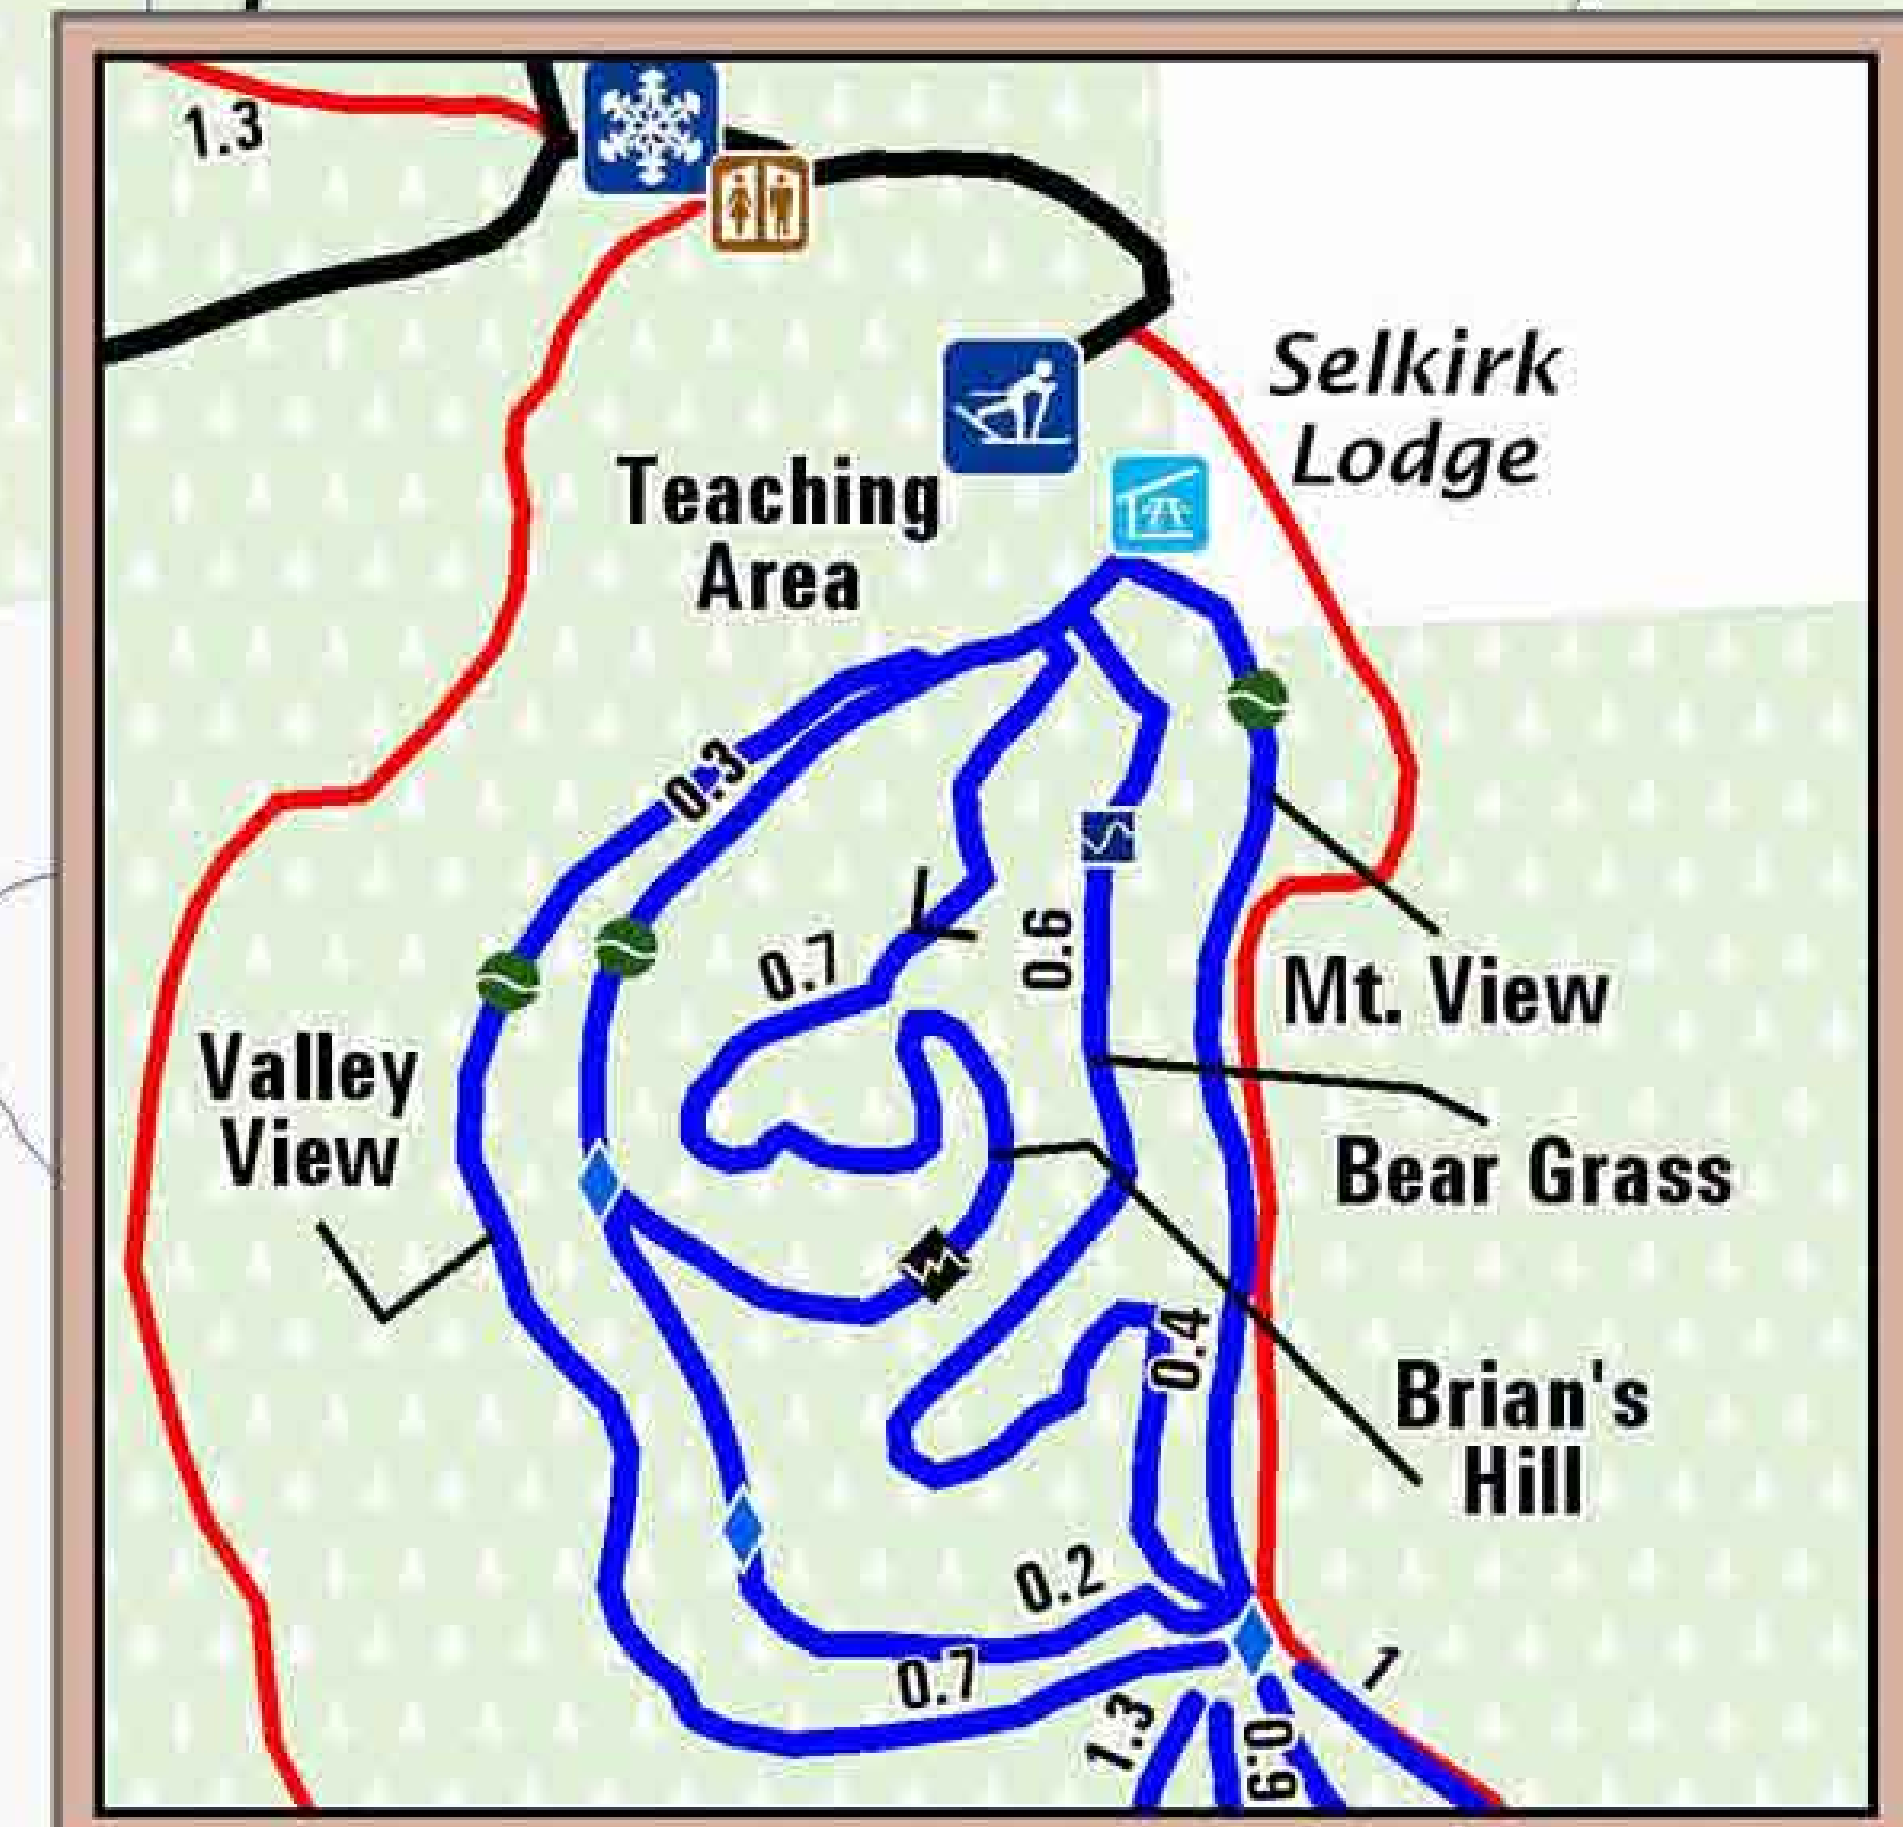 1.3
Selkirk
Lodge
Teaching
Area
0.3
0.7
0.6
Mt. View
Valley
View
Bear Grass
0.4
Brian's
Hill
0.2
0.7
1
1.3
0.9